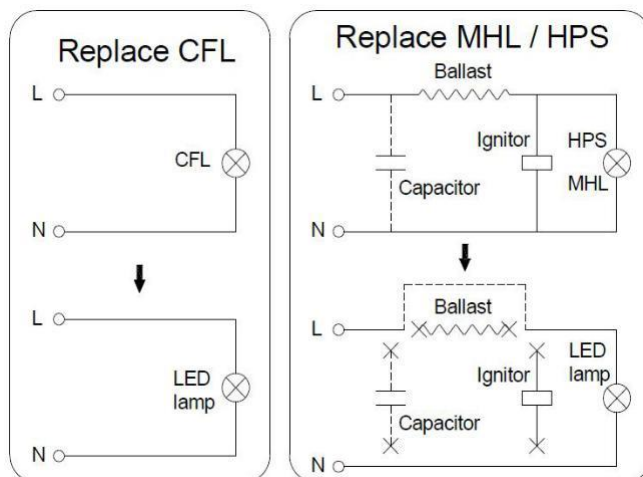 Replace CFL
L
CFL
N
L
LED
lamp
N
Replace MHL / HPS
Ballast
L
Ignitor
HPS
MHL
Capacitor
N
Ballast
L
LED
lamp
Ignitor
Capacitor
N